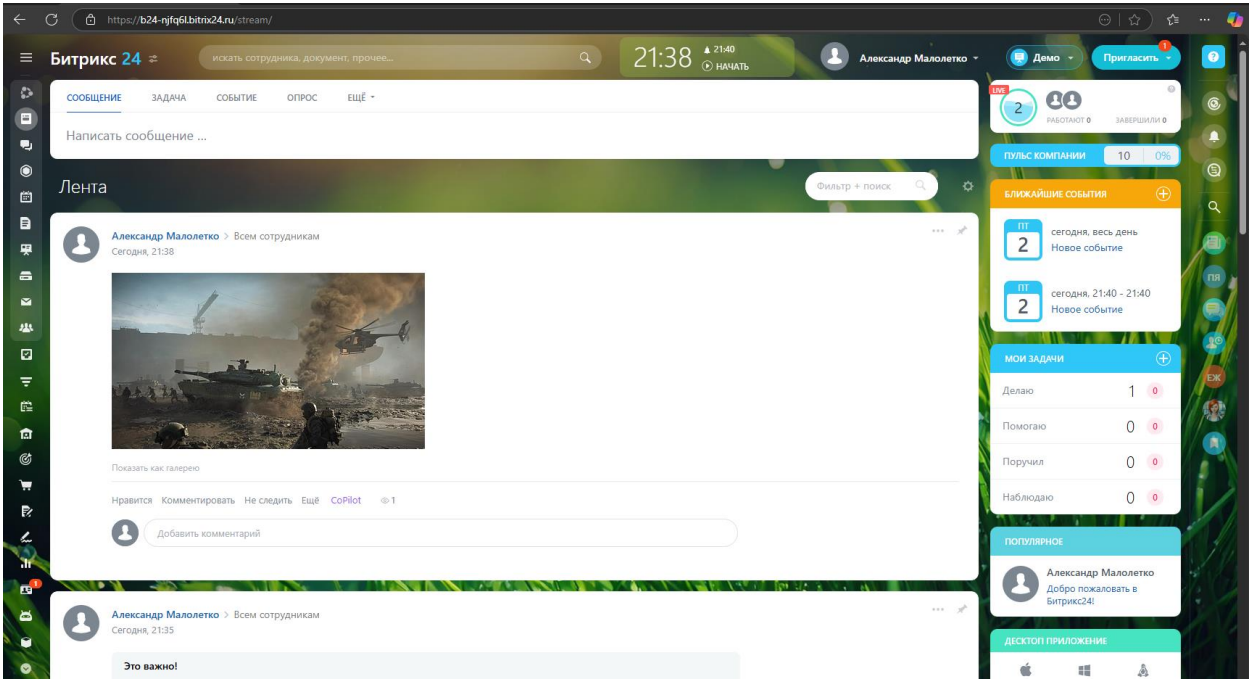 https://b24-njfq6l.bitrix24.ru/stream/
Битрикс 24
искать сотрудника, документ, прочее...
21:38
21:40
НАЧАТЬ
Александр Малолетко
Демо
Пригласить
1
СООБЩЕНИЕ ЗАДАЧА СОБЫТИЕ ОПРОС ЕЩЁ
Написать сообщение ...
Лента
Фильтр + поиск
Александр Малолетко > Всем сотрудникам
Сегодня, 21:38
Показать как галерею
Нравится Комментировать Не следить Ещё CoPilot 1
Добавить комментарий
Александр Малолетко > Всем сотрудникам
Сегодня, 21:35
Это важно!
LIVE
2
РАБОТАЮТ 0 ЗАВЕРШИЛИ 0
ПУЛЬС КОМПАНИИ 10 0%
БЛИЖАЙШИЕ СОБЫТИЯ
ПТ
2
сегодня, весь день
Новое событие
ПТ
2
сегодня, 21:40 - 21:40
Новое событие
МОИ ЗАДАЧИ
Делаю 1 0
Помогаю 0 0
Поручил 0 0
Наблюдаю 0 0
ПОПУЛЯРНОЕ
Александр Малолетко
Добро пожаловать в
Битрикс24!
ДЕСКТОП ПРИЛОЖЕНИЕ
ПЯ
ЕЖ
1